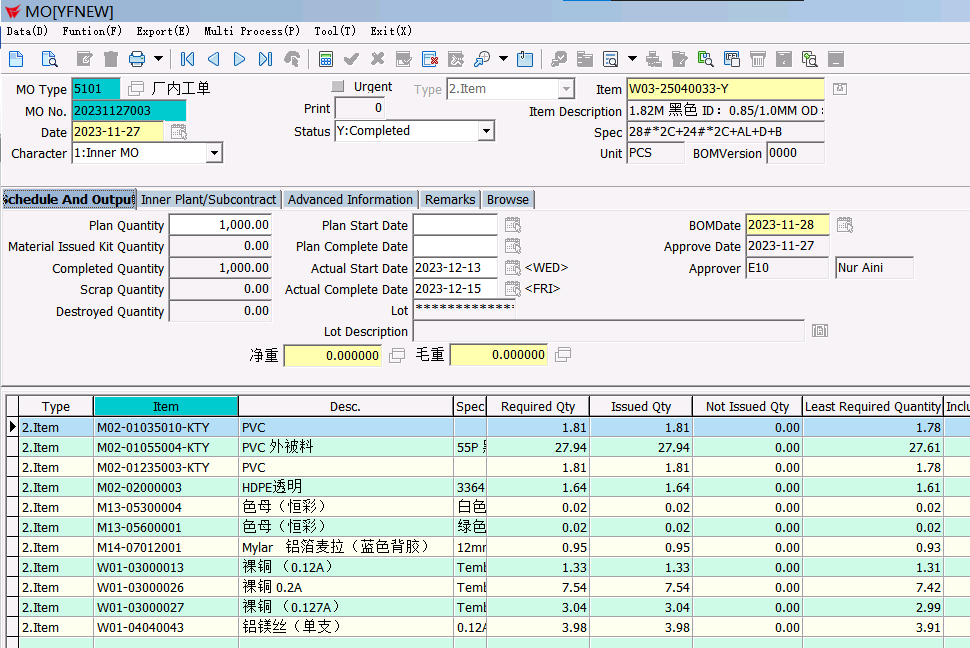 MO[YFNEW]
Data(D) Funtion(F) Export(E) Multi Process(P) Tool(T) Exit(X)
MO Type 5101 厂内工单 Urgent Type 2.Item Item W03-25040033-Y
MO No. 20231127003 Print 0 Item Description 1.82M 黑色 ID：0.85/1.0MM OD
Date 2023-11-27 Status Y:Completed Spec 28#*2C+24#*2C+AL+D+B
Character 1:Inner MO Unit PCS BOMVersion 0000
Schedule And Output Inner Plant/Subcontract Advanced Information Remarks Browse
Plan Quantity 1,000.00 Plan Start Date BOMDate 2023-11-28
Material Issued Kit Quantity 0.00 Plan Complete Date Approve Date 2023-11-27
Completed Quantity 1,000.00 Actual Start Date 2023-12-13 <WED> Approver E10 Nur Aini
Scrap Quantity 0.00 Actual Complete Date 2023-12-15 <FRI>
Destroyed Quantity 0.00 Lot ************
Lot Description
净重 0.000000 毛重 0.000000
Type Item Desc. Spec Required Qty Issued Qty Not Issued Qty Least Required Quantity Inclu
2.Item M02-01035010-KTY PVC 1.81 1.81 0.00 1.78
2.Item M02-01055004-KTY PVC 外被料 55P 27.94 27.94 0.00 27.61
2.Item M02-01235003-KTY PVC 1.81 1.81 0.00 1.78
2.Item M02-02000003 HDPE透明 3364 1.64 1.64 0.00 1.61
2.Item M13-05300004 色母（恒彩） 白色 0.02 0.02 0.00 0.02
2.Item M13-05600001 色母（恒彩） 绿色 0.02 0.02 0.00 0.02
2.Item M14-07012001 Mylar 铝箔麦拉（蓝色背胶） 12mm 0.95 0.95 0.00 0.93
2.Item W01-03000013 裸铜（0.12A） Temb 1.33 1.33 0.00 1.31
2.Item W01-03000026 裸铜 0.2A Temb 7.54 7.54 0.00 7.42
2.Item W01-03000027 裸铜（0.127A） Temb 3.04 3.04 0.00 2.99
2.Item W01-04040043 铝镁丝（单支） 0.12A 3.98 3.98 0.00 3.91